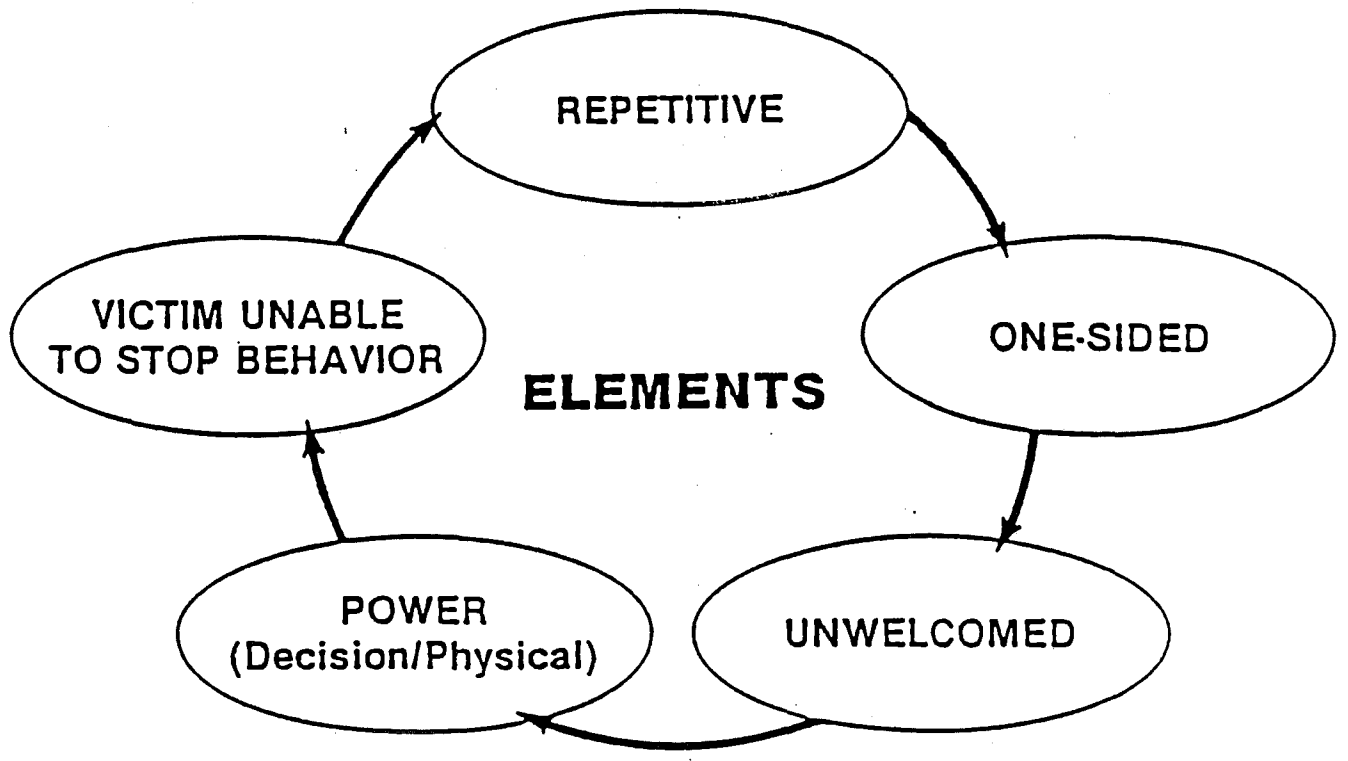 REPETITIVE
ONE-SIDED
UNWELCOMED
POWER
(Decision/Physical)
VICTIM UNABLE
TO STOP BEHAVIOR
ELEMENTS